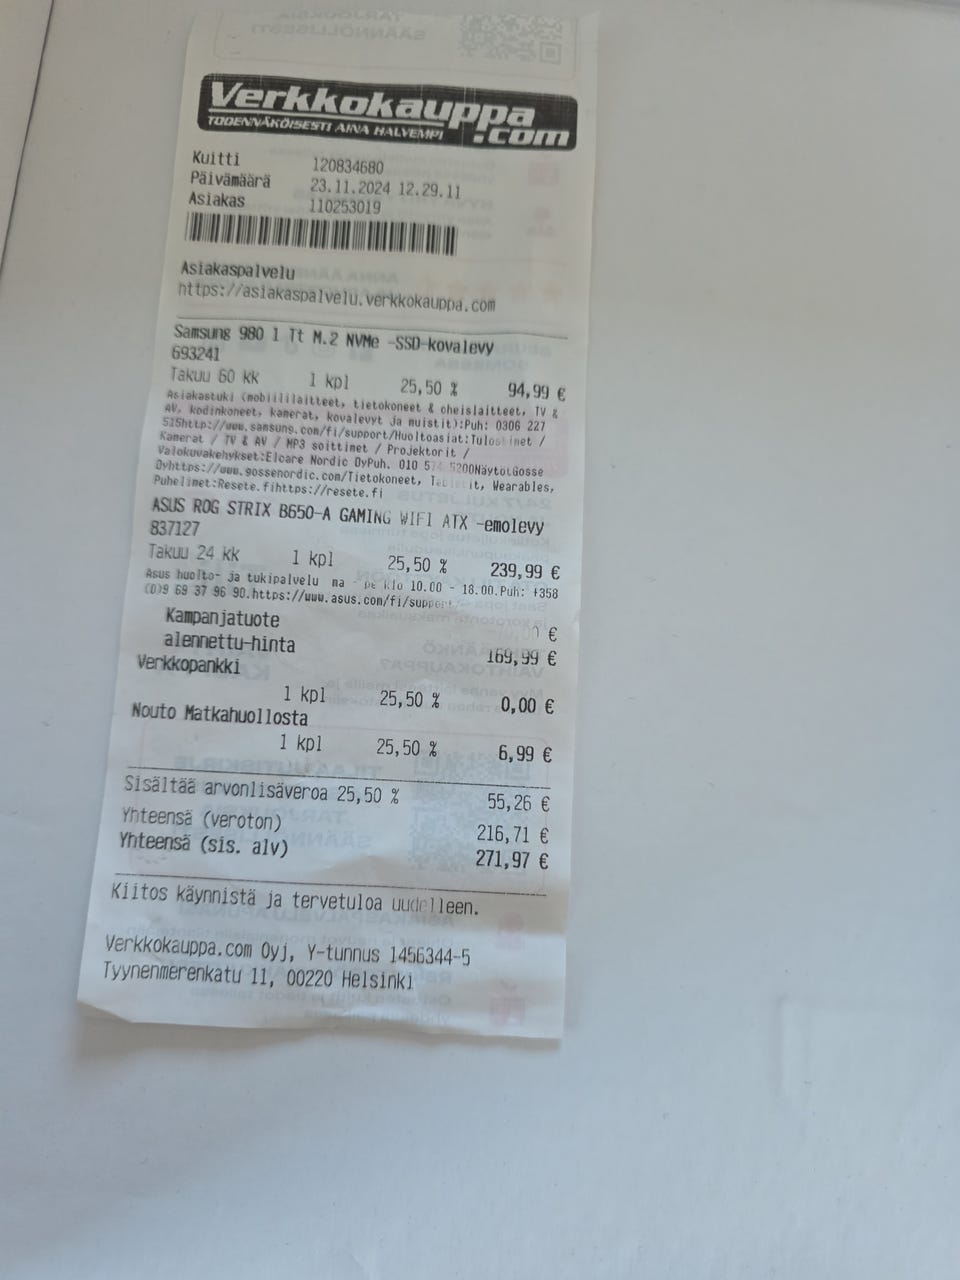 Verkkokauppa
.com
TODENNÄKÖISESTI AINA HALVEMPI
Kuitti 120834680
Päivämäärä 23.11.2024 12.29.11
Asiakas 110253019
Asiakaspalvelu
https://asiakaspalvelu.verkkokauppa.com
Samsung 980 1 Tt M.2 NVMe -SSD-kovalevy
693241
Takuu 60 kk 1 kpl 25,50 % 94,99 €
Asiakastuki (mobiililaitteet, tietokoneet & oheislaitteet, TV &
AV, kodinkoneet, kamerat, kovalevyt ja muistit):Puh: 0306 227
515http://www.samsung.com/fi/support/Huoltoasiat:Tulostimet /
Kamerat / TV & AV / MP3 soittimet / Projektorit /
Valokuvakehykset:Elcare Nordic OyPuh. 010 574 5200NäytötGosse
Oyhttps://www.gossenordic.com/Tietokoneet, Tabletit, Wearables,
Puhelimet:Resete.fihttps://resete.fi
ASUS ROG STRIX B650-A GAMING WIFI ATX -emolevy
837127
Takuu 24 kk 1 kpl 25,50 % 239,99 €
Asus huolto- ja tukipalvelu ma - pe klo 10.00 - 18.00.Puh: +358
(0)9 69 37 96 90.https://www.asus.com/fi/support/
Kampanjatuote €
alennettu-hinta 169,99 €
Verkkopankki
1 kpl 25,50 % 0,00 €
Nouto Matkahuollosta
1 kpl 25,50 % 6,99 €
Sisältää arvonlisäveroa 25,50 % 55,26 €
Yhteensä (veroton) 216,71 €
Yhteensä (sis. alv) 271,97 €
Kiitos käynnistä ja tervetuloa uudelleen.
Verkkokauppa.com Oyj, Y-tunnus 1456344-5
Tyynenmerenkatu 11, 00220 Helsinki